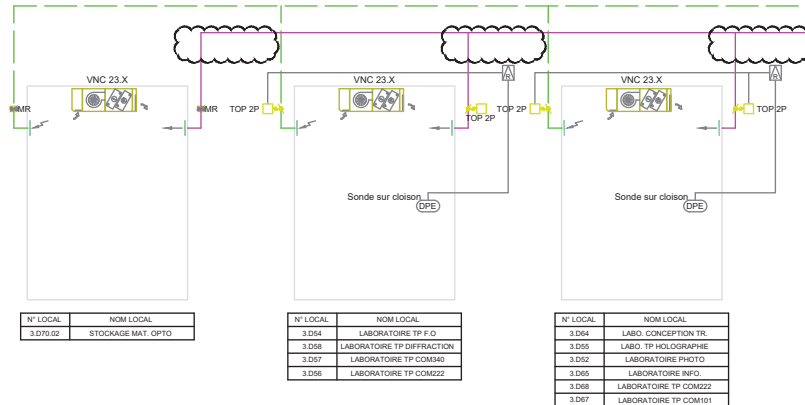 VNC 23.X
VNC 23.X
VNC 23.X
R
R
MR
MR
TOP 2P
TOP 2P
TOP 2P
TOP 2P
Sonde sur cloison
DPE
Sonde sur cloison
DPE
N° LOCAL NOM LOCAL
3.D70.02 STOCKAGE MAT. OPTO
N° LOCAL NOM LOCAL
3.D54 LABORATOIRE TP F.O
3.D58 LABORATOIRE TP DIFFRACTION
3.D57 LABORATOIRE TP COM340
3.D56 LABORATOIRE TP COM222
N° LOCAL NOM LOCAL
3.D64 LABO. CONCEPTION TR.
3.D55 LABO. TP HOLOGRAPHIE
3.D52 LABORATOIRE PHOTO
3.D65 LABORATOIRE INFO.
3.D68 LABORATOIRE TP COM222
3.D67 LABORATOIRE TP COM101